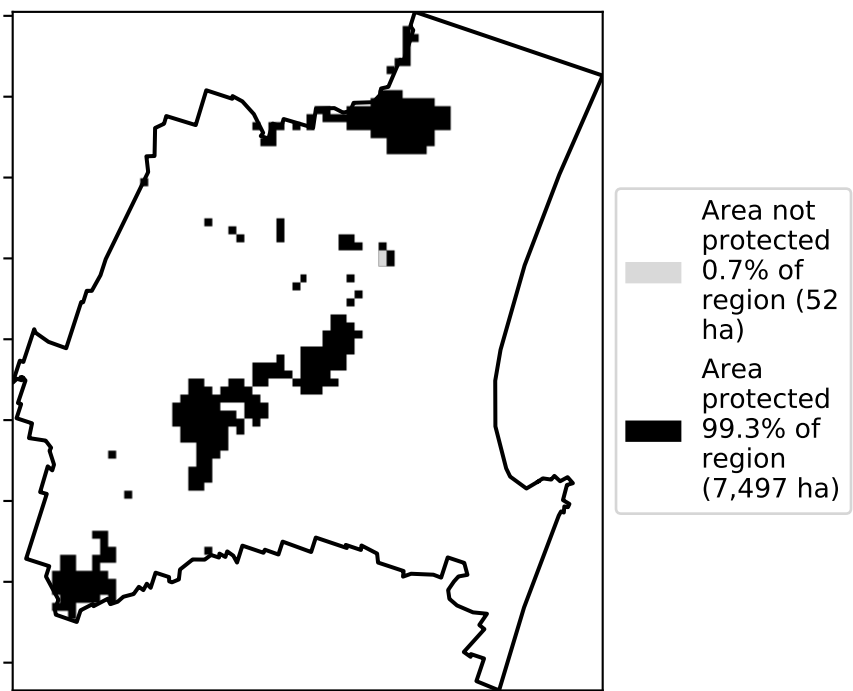 Area not
protected
0.7% of
region (52
ha)
Area
protected
99.3% of
region
(7,497 ha)